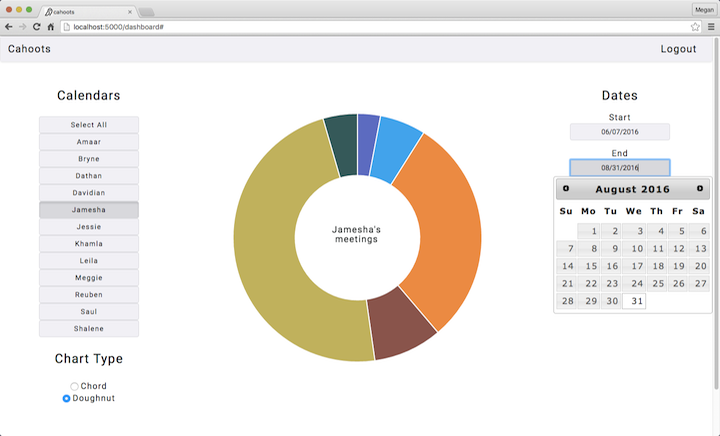 cahoots
Megan
localhost:5000/dashboard#
Cahoots
Logout
Calendars
Select All
Amaar
Bryne
Dathan
Davidian
Jamesha
Jessie
Khamla
Leila
Meggie
Reuben
Saul
Shalene
Chart Type
Chord
Doughnut
Jamesha's
meetings
Dates
Start
06/07/2016
End
08/31/2016
August 2016
Su Mo Tu We Th Fr Sa
1 2 3 4 5 6
7 8 9 10 11 12 13
14 15 16 17 18 19 20
21 22 23 24 25 26 27
28 29 30 31